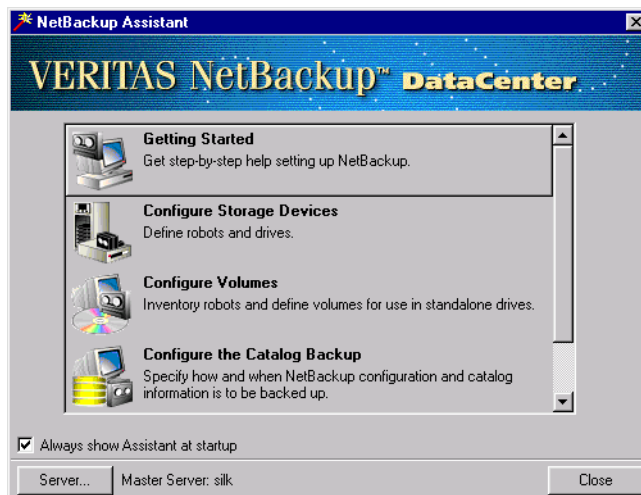 NetBackup Assistant
VERITAS NetBackup™ DataCenter
Getting Started
Get step-by-step help setting up NetBackup.
Configure Storage Devices
Define robots and drives.
Configure Volumes
Inventory robots and define volumes for use in standalone drives.
Configure the Catalog Backup
Specify how and when NetBackup configuration and catalog
information is to be backed up.
Always show Assistant at startup
Server... Master Server: silk Close